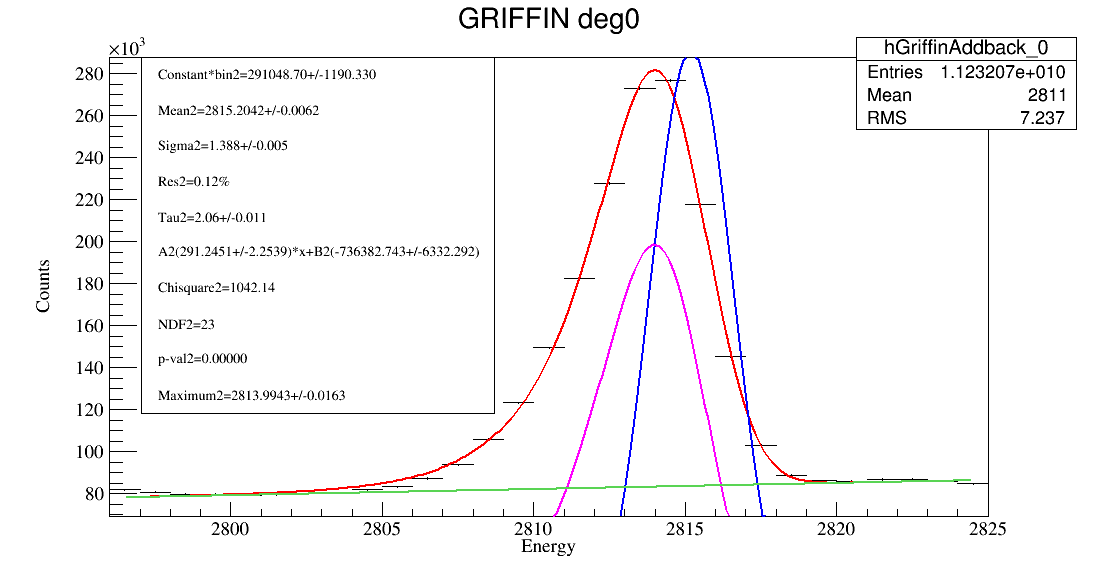 GRIFFIN deg0
×10³
hGriffinAddback_0
Entries 1.123207e+010
Mean 2811
RMS 7.237
Constant*bin2=291048.70+/-1190.330
Mean2=2815.2042+/-0.0062
Sigma2=1.388+/-0.005
Res2=0.12%
Tau2=2.06+/-0.011
A2(291.2451+/-2.2539)*x+B2(-736382.743+/-6332.292)
Chisquare2=1042.14
NDF2=23
p-val2=0.00000
Maximum2=2813.9943+/-0.0163
280
260
240
220
200
180
160
140
120
100
80
Counts
2800 2805 2810 2815 2820 2825
Energy